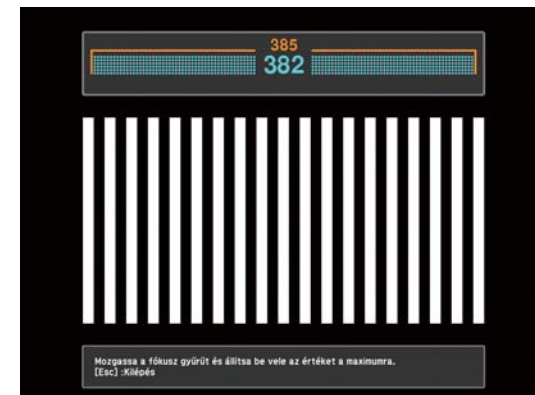 385
382
Mozgassa a fókusz gyűrűt és állítsa be vele az értéket a maximumra.
[Esc] :Kilépés